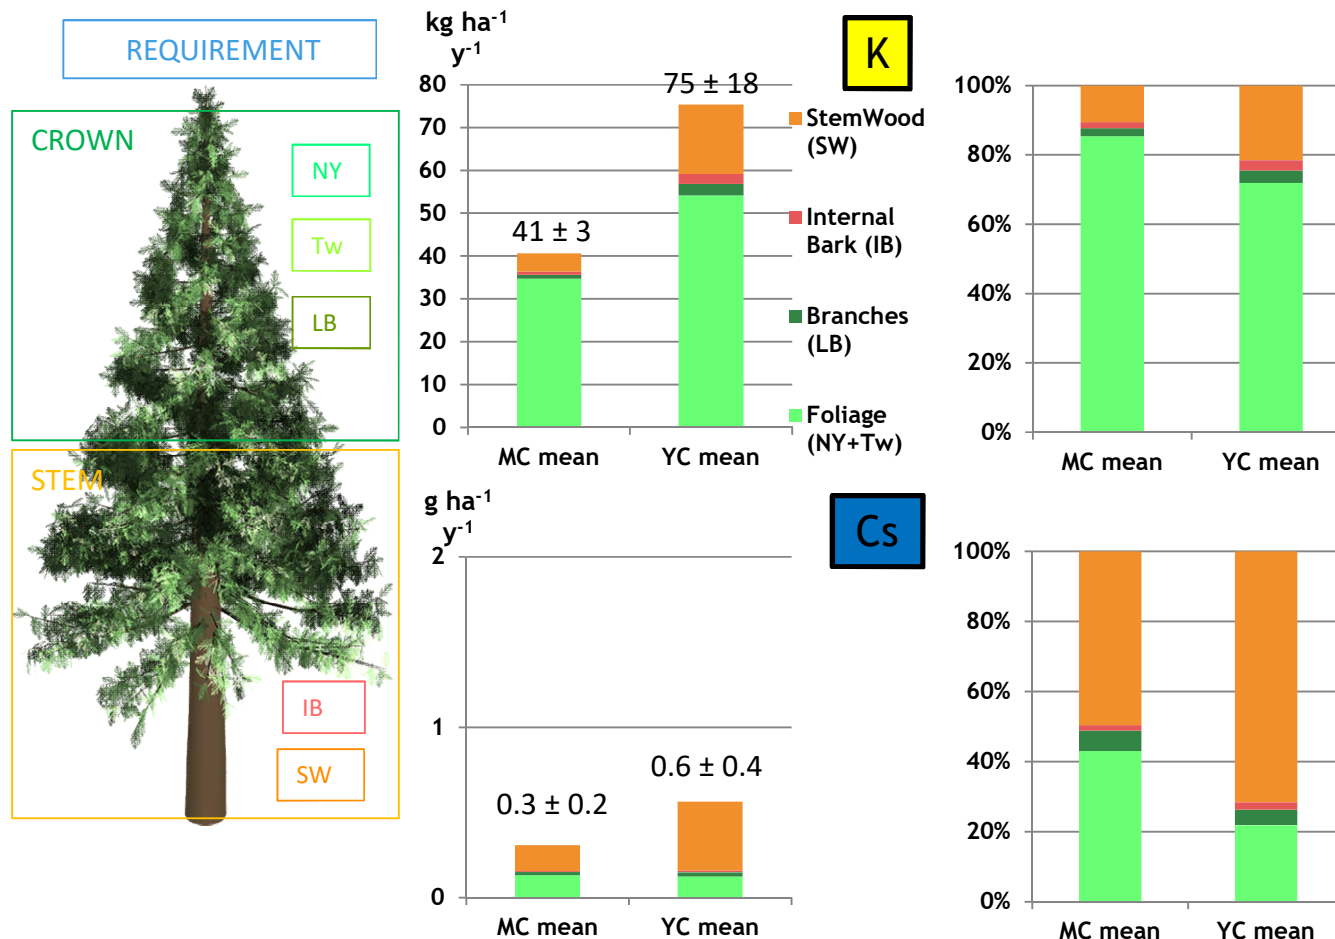 REQUIREMENT
CROWN
NY
Tw
LB
STEM
IB
SW
kg ha⁻¹
y⁻¹
K
80
70
60
50
40
30
20
10
0
41 ± 3
75 ± 18
MC mean
YC mean
StemWood
(SW)
Internal
Bark (IB)
Branches
(LB)
Foliage
(NY+Tw)
100%
80%
60%
40%
20%
0%
MC mean
YC mean
g ha⁻¹
y⁻¹
Cs
2
1
0
0.3 ± 0.2
0.6 ± 0.4
MC mean
YC mean
100%
80%
60%
40%
20%
0%
MC mean
YC mean